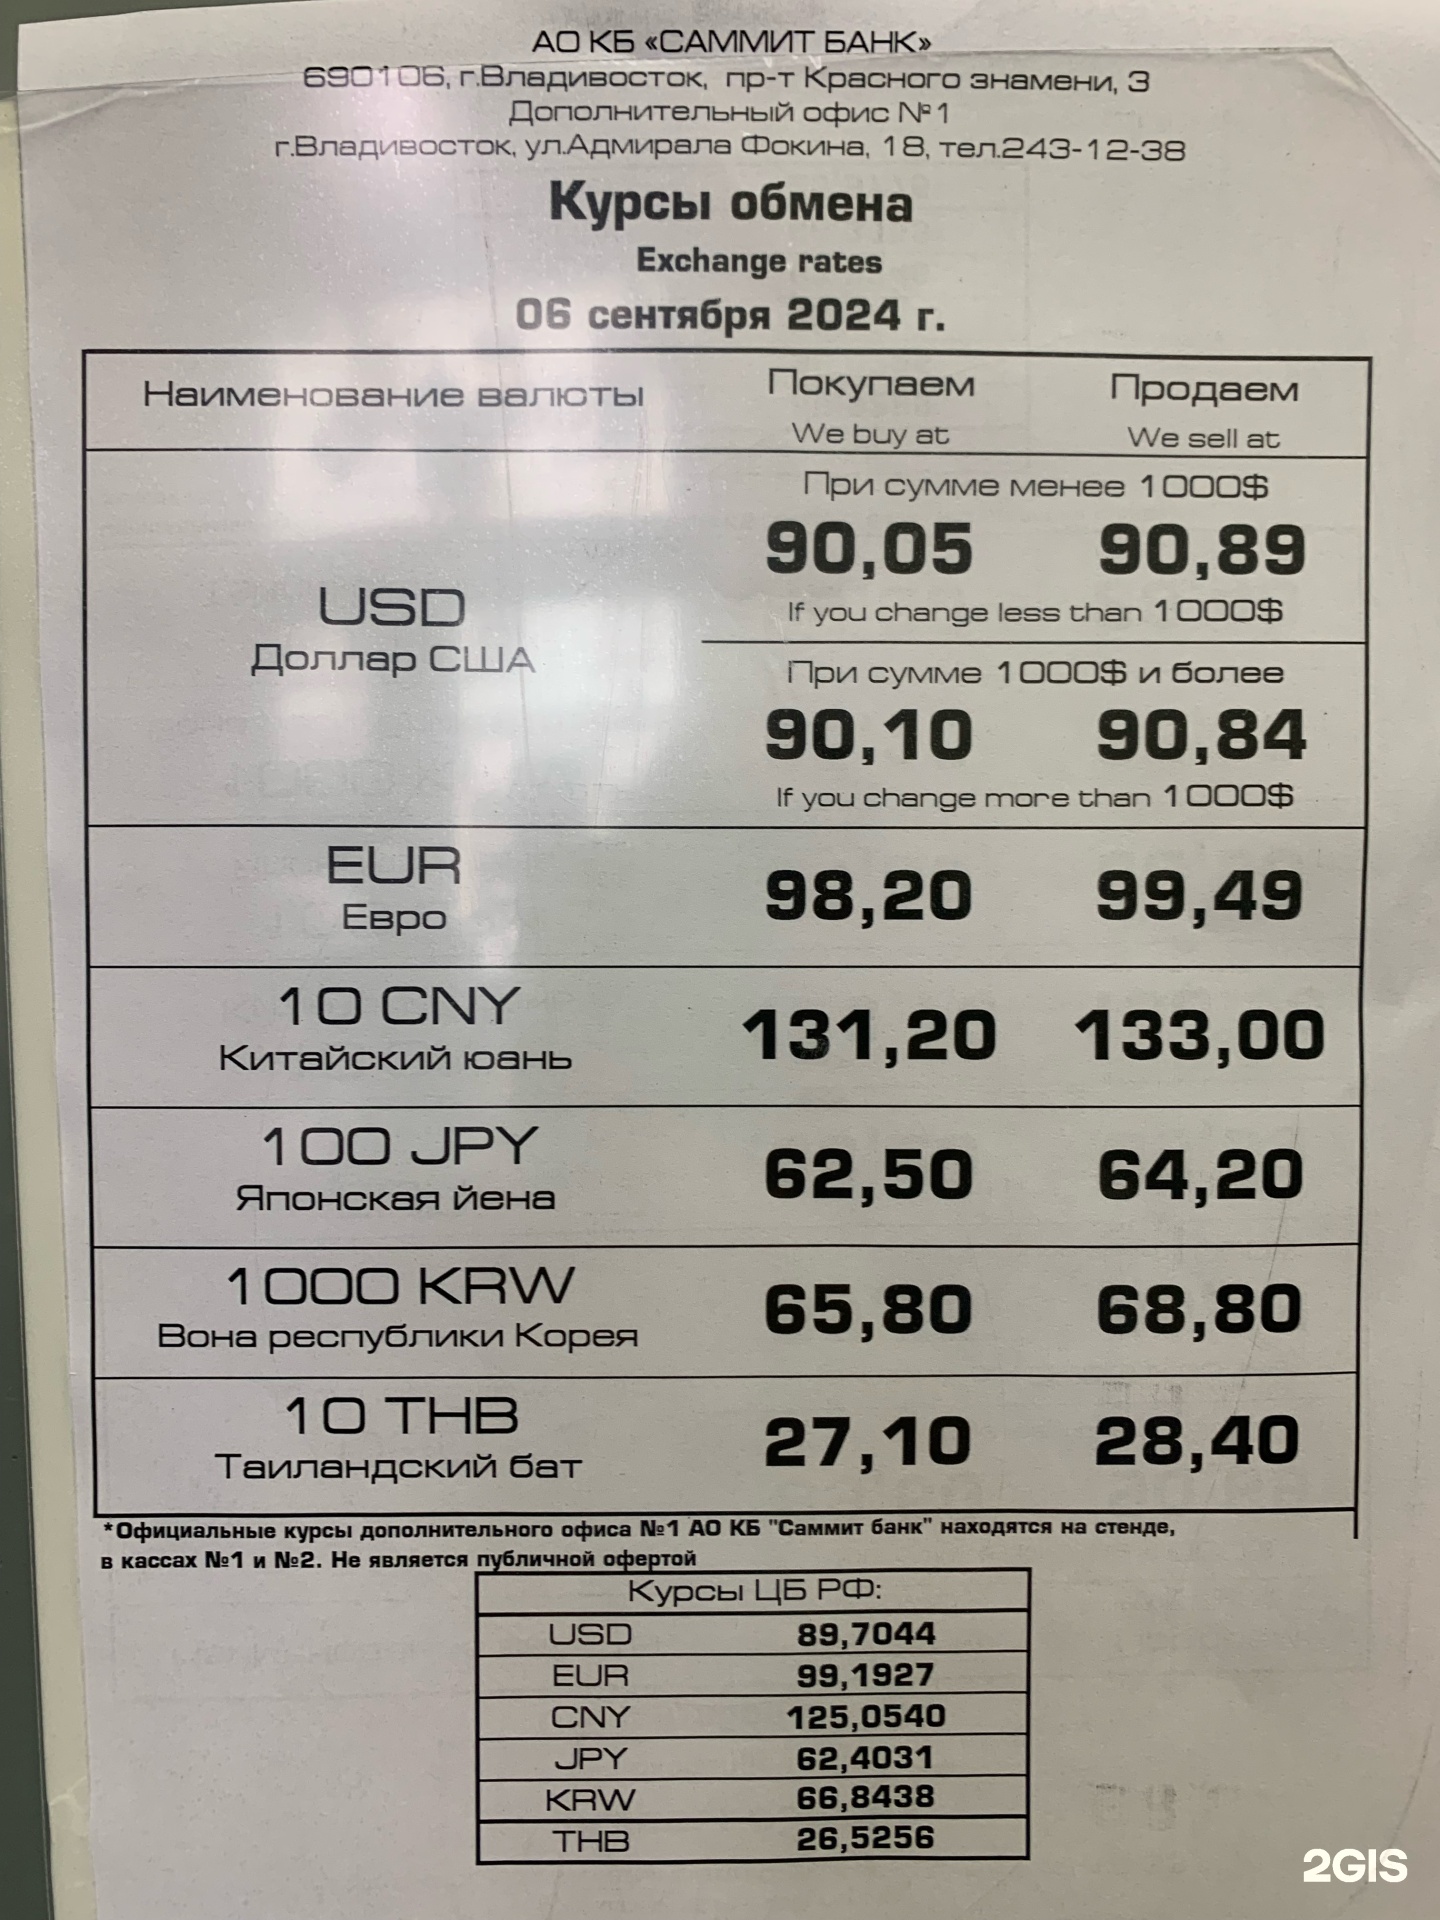 АО КБ «САММИТ БАНК»
690106, г.Владивосток, пр-т Красного знамени, 3
Дополнительный офис №1
г.Владивосток, ул.Адмирала Фокина, 18, тел.243-12-38
Курсы обмена
Exchange rates
06 сентября 2024 г.
Наименование валюты Покупаем Продаем
We buy at We sell at
При сумме менее 1000$
90,05 90,89
If you change less than 1000$
USD
Доллар США
При сумме 1000$ и более
90,10 90,84
If you change more than 1000$
EUR
Евро
98,20 99,49
10 CNY
Китайский юань
131,20 133,00
100 JPY
Японская йена
62,50 64,20
1000 KRW
Вона республики Корея
65,80 68,80
10 THB
Таиландский бат
27,10 28,40
*Официальные курсы дополнительного офиса №1 АО КБ "Саммит банк" находятся на стенде,
в кассах №1 и №2. Не является публичной офертой
Курсы ЦБ РФ:
USD 89,7044
EUR 99,1927
CNY 125,0540
JPY 62,4031
KRW 66,8438
THB 26,5256
2GIS